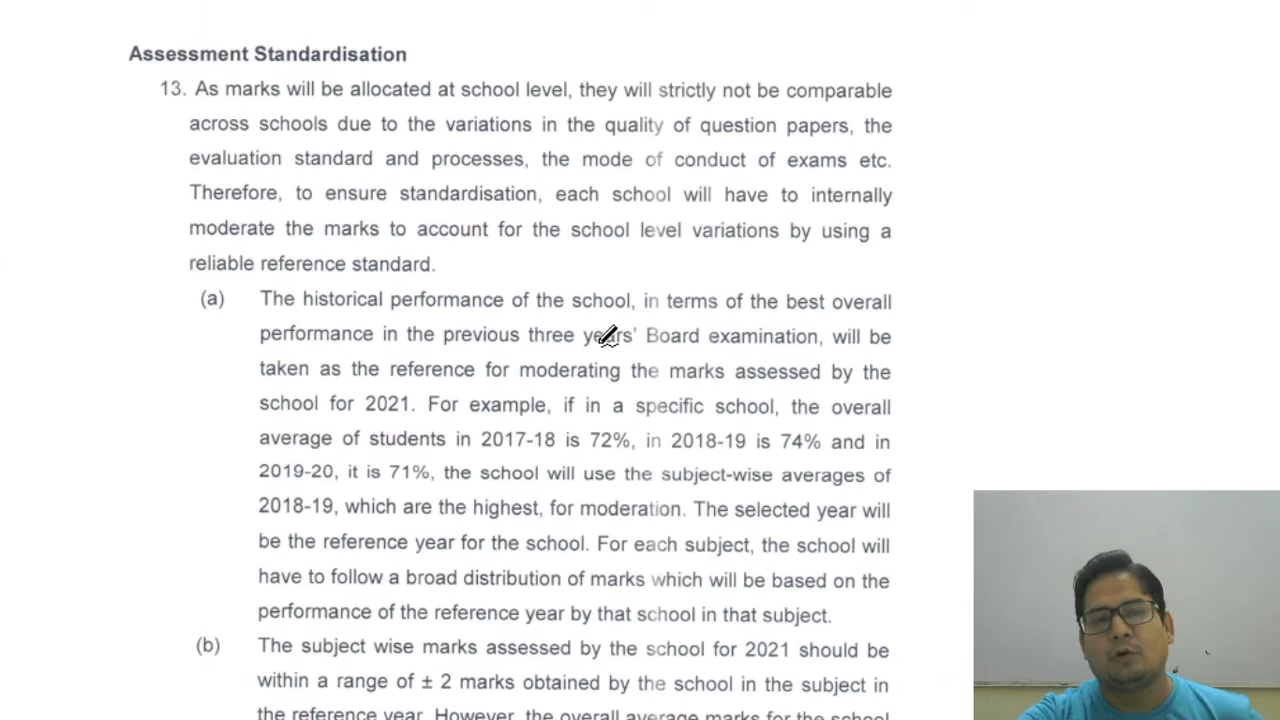 Assessment Standardisation
13. As marks will be allocated at school level, they will strictly not be comparable
across schools due to the variations in the quality of question papers, the
evaluation standard and processes, the mode of conduct of exams etc.
Therefore, to ensure standardisation, each school will have to internally
moderate the marks to account for the school level variations by using a
reliable reference standard.
(a) The historical performance of the school, in terms of the best overall
performance in the previous three years' Board examination, will be
taken as the reference for moderating the marks assessed by the
school for 2021. For example, if in a specific school, the overall
average of students in 2017-18 is 72%, in 2018-19 is 74% and in
2019-20, it is 71%, the school will use the subject-wise averages of
2018-19, which are the highest, for moderation. The selected year will
be the reference year for the school. For each subject, the school will
have to follow a broad distribution of marks which will be based on the
performance of the reference year by that school in that subject.
(b) The subject wise marks assessed by the school for 2021 should be
within a range of ± 2 marks obtained by the school in the subject in
the reference year. However, the overall average marks for the school